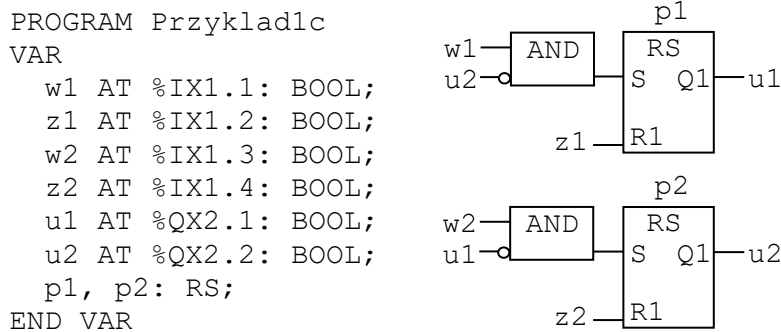 PROGRAM Przyklad1c
VAR
w1 AT %IX1.1: BOOL;
z1 AT %IX1.2: BOOL;
w2 AT %IX1.3: BOOL;
z2 AT %IX1.4: BOOL;
u1 AT %QX2.1: BOOL;
u2 AT %QX2.2: BOOL;
p1, p2: RS;
END VAR
p1
w1 AND RS
u2 S Q1 u1
z1 R1
p2
w2 AND RS
u1 S Q1 u2
z2 R1